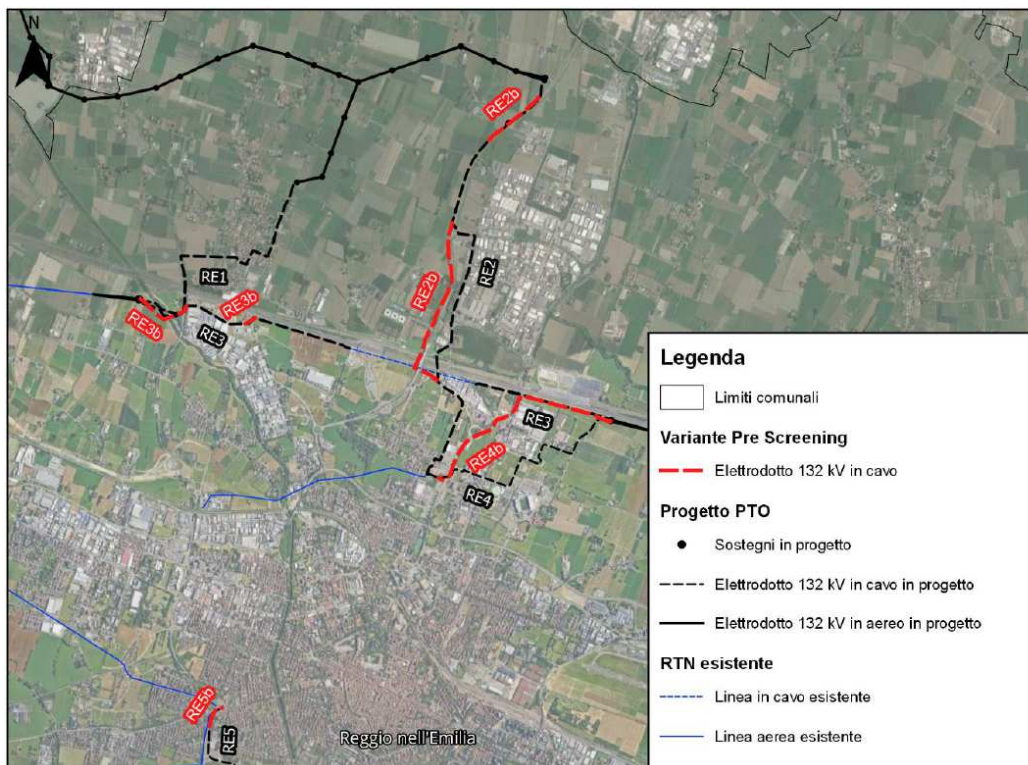 N
RE2b
RE2
RE2b
RE1
RE3b
RE3b
RE3
RE3
RE4b
RE4
RE5b
RE5
Reggio nell'Emilia
Legenda
Limiti comunali
Variante Pre Screening
Elettrodotto 132 kV in cavo
Progetto PTO
Sostegni in progetto
Elettrodotto 132 kV in cavo in progetto
Elettrodotto 132 kV in aereo in progetto
RTN esistente
Linea in cavo esistente
Linea aerea esistente